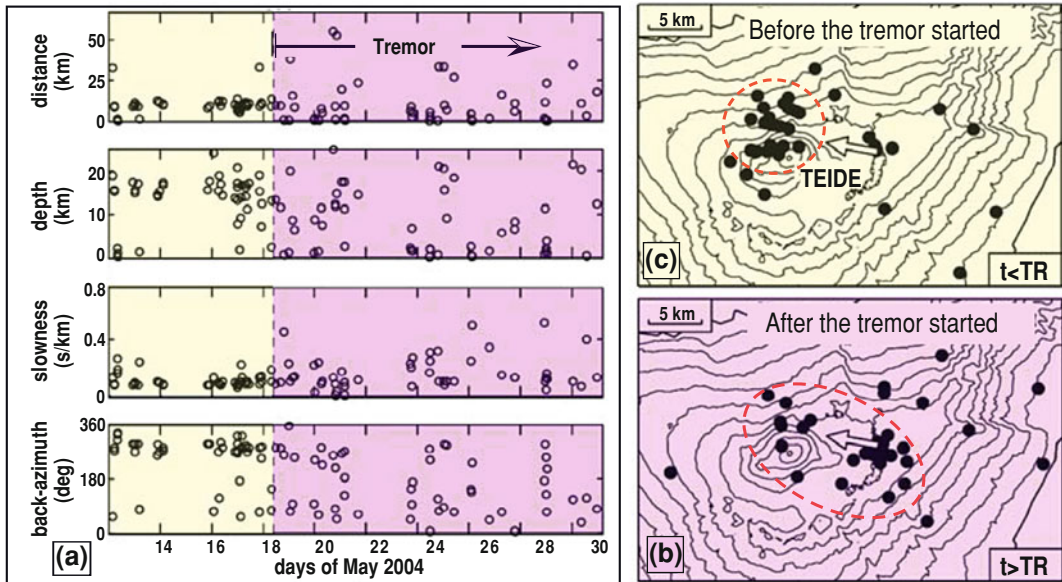 (a)
Tremor
distance
(km)
50
25
0
depth
(km)
20
10
0
slowness
(s/km)
0.8
0.4
0
back-azimuth
(deg)
360
180
0
14 16 18 20 22 24 26 28 30
days of May 2004
(a)
5 km
Before the tremor started
TEIDE
(c)
t<TR
5 km
After the tremor started
(b)
t>TR